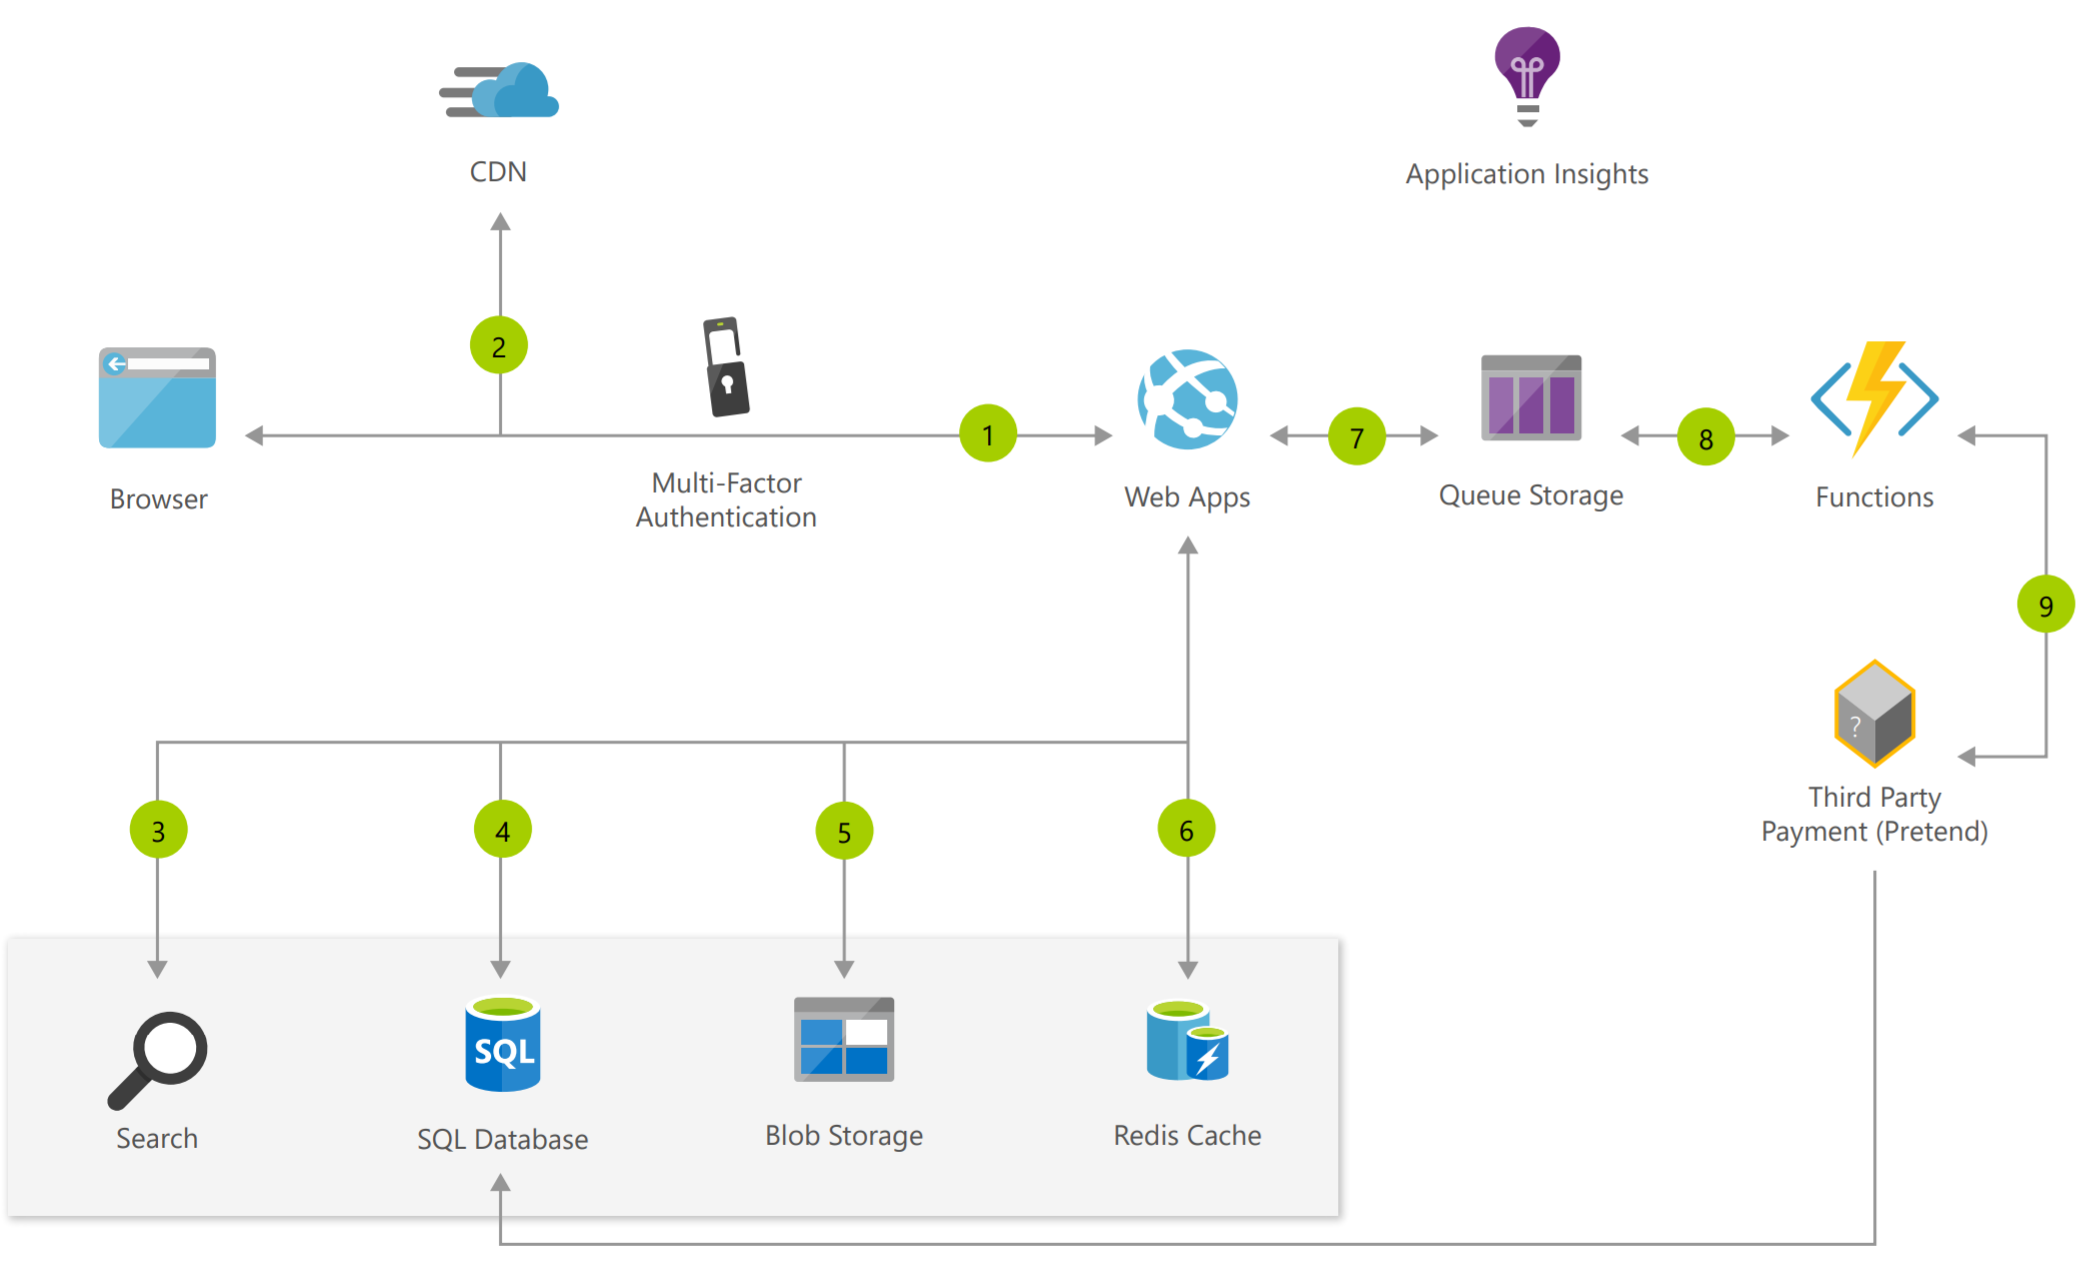 CDN
Application Insights
2
Browser
Multi-Factor
Authentication
1
Web Apps
7
Queue Storage
8
Functions
9
?
Third Party
Payment (Pretend)
3
4
5
6
Search
SQL
SQL Database
Blob Storage
Redis Cache